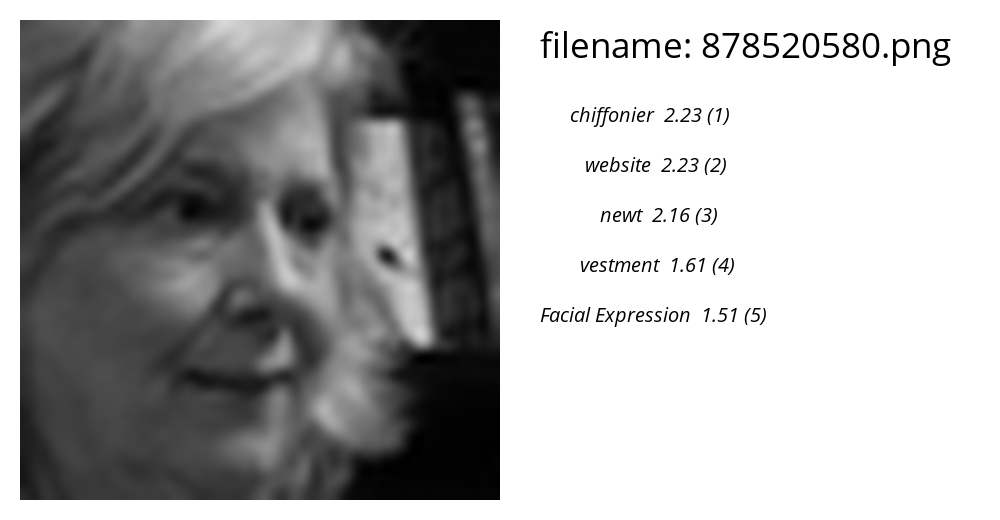 filename: 878520580.png
chiffonier 2.23 (1)
website 2.23 (2)
newt 2.16 (3)
vestment 1.61 (4)
Facial Expression 1.51 (5)